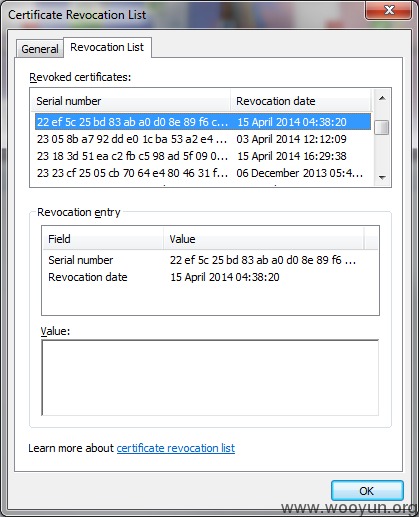 Certificate Revocation List
General
Revocation List
Revoked certificates:
Serial number Revocation date
22 ef 5c 25 bd 83 ab a0 d0 8e 89 f6 c... 15 April 2014 04:38:20
23 05 8b a7 92 dd e0 1c ba 53 a2 e4 ... 03 April 2014 12:12:09
23 18 3d 51 ea c2 fb c5 98 ad 5f 09 0... 15 April 2014 16:29:38
23 23 cf 25 05 cb 70 64 e4 80 46 31 f... 06 December 2013 05:4...
Revocation entry
Field Value
Serial number 22 ef 5c 25 bd 83 ab a0 d0 8e 89 f6 ...
Revocation date 15 April 2014 04:38:20
Value:
Learn more about certificate revocation list
OK
www.wooyun.org